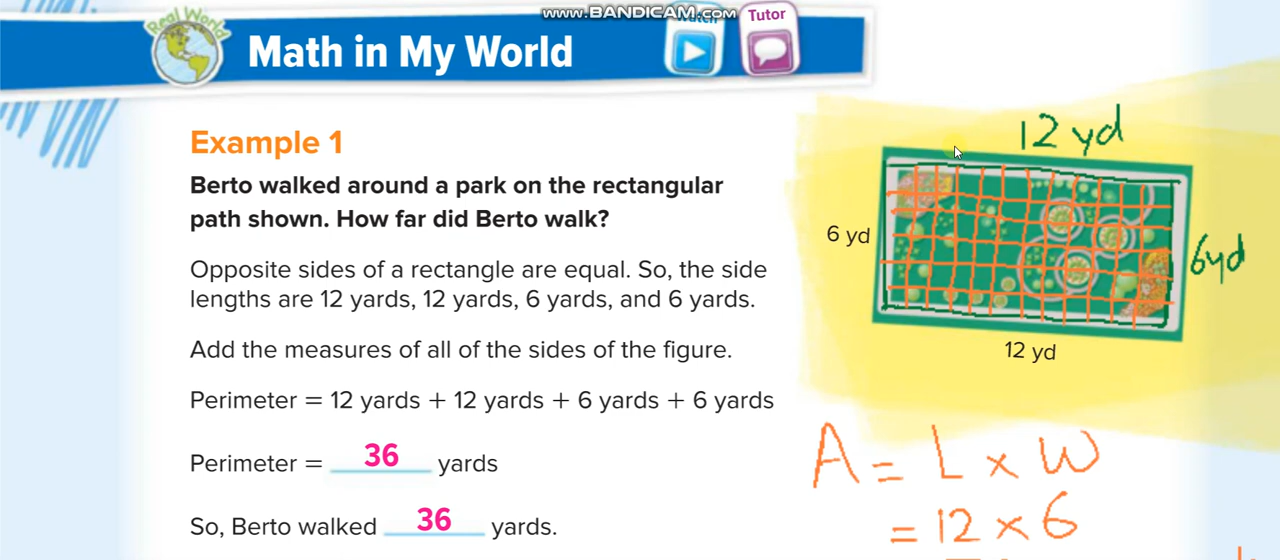 www.BANDICAM.com
Real World
Watch
Tutor
Math in My World
Example 1
Berto walked around a park on the rectangular
path shown. How far did Berto walk?
Opposite sides of a rectangle are equal. So, the side
lengths are 12 yards, 12 yards, 6 yards, and 6 yards.
Add the measures of all of the sides of the figure.
Perimeter = 12 yards + 12 yards + 6 yards + 6 yards
Perimeter = 36 yards
So, Berto walked 36 yards.
12 yd
6 yd
6yd
12 yd
A = L × W
= 12 × 6